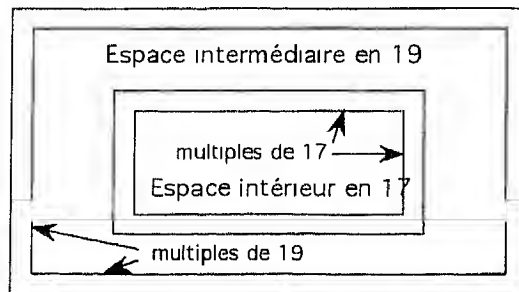 Espace intermédiaire en 19
multiples de 17
Espace intérieur en 17
multiples de 19